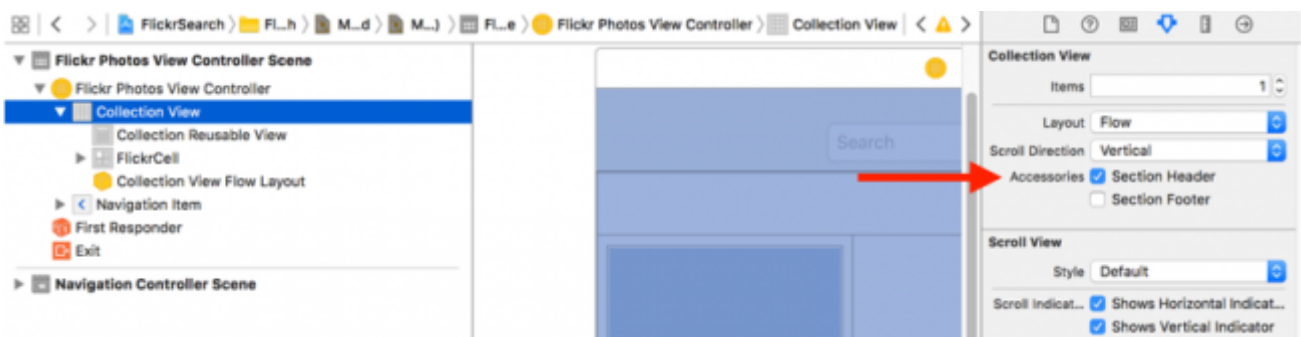 FlickrSearch Fl...h M...d M...) Fl...e Flickr Photos View Controller Collection View
Flickr Photos View Controller Scene
Flickr Photos View Controller
Collection View
Collection Reusable View
FlickrCell
Collection View Flow Layout
Navigation Item
First Responder
Exit
Navigation Controller Scene
Search
Collection View
Items 1
Layout Flow
Scroll Direction Vertical
Accessories Section Header
Section Footer
Scroll View
Style Default
Scroll Indicat... Shows Horizontal Indicat...
Shows Vertical Indicator